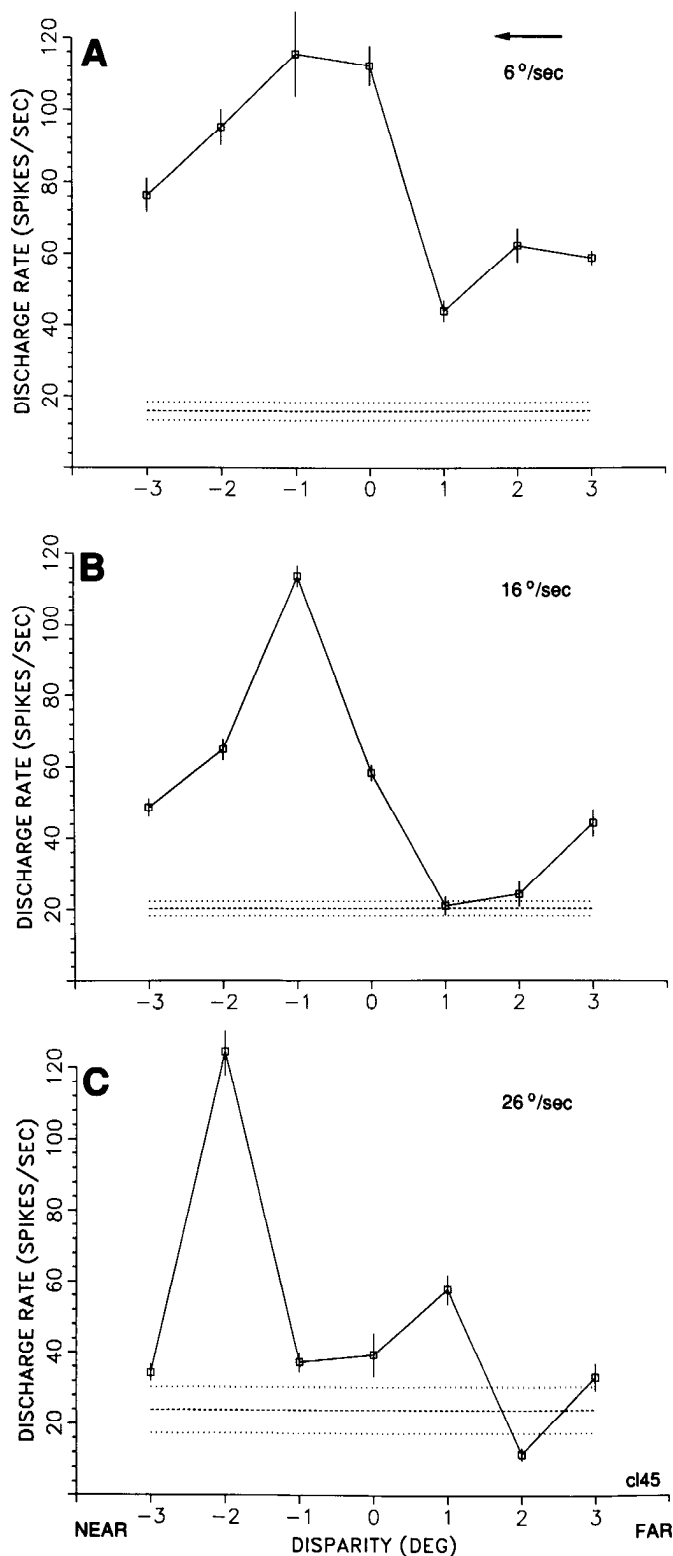 A
6 °/sec
DISCHARGE RATE (SPIKES/SEC)
120
100
80
60
40
20
−3 −2 −1 0 1 2 3
B
16 °/sec
DISCHARGE RATE (SPIKES/SEC)
120
100
80
60
40
20
−3 −2 −1 0 1 2 3
C
26 °/sec
DISCHARGE RATE (SPIKES/SEC)
120
100
80
60
40
20
cl45
−3 −2 −1 0 1 2 3
NEAR DISPARITY (DEG) FAR